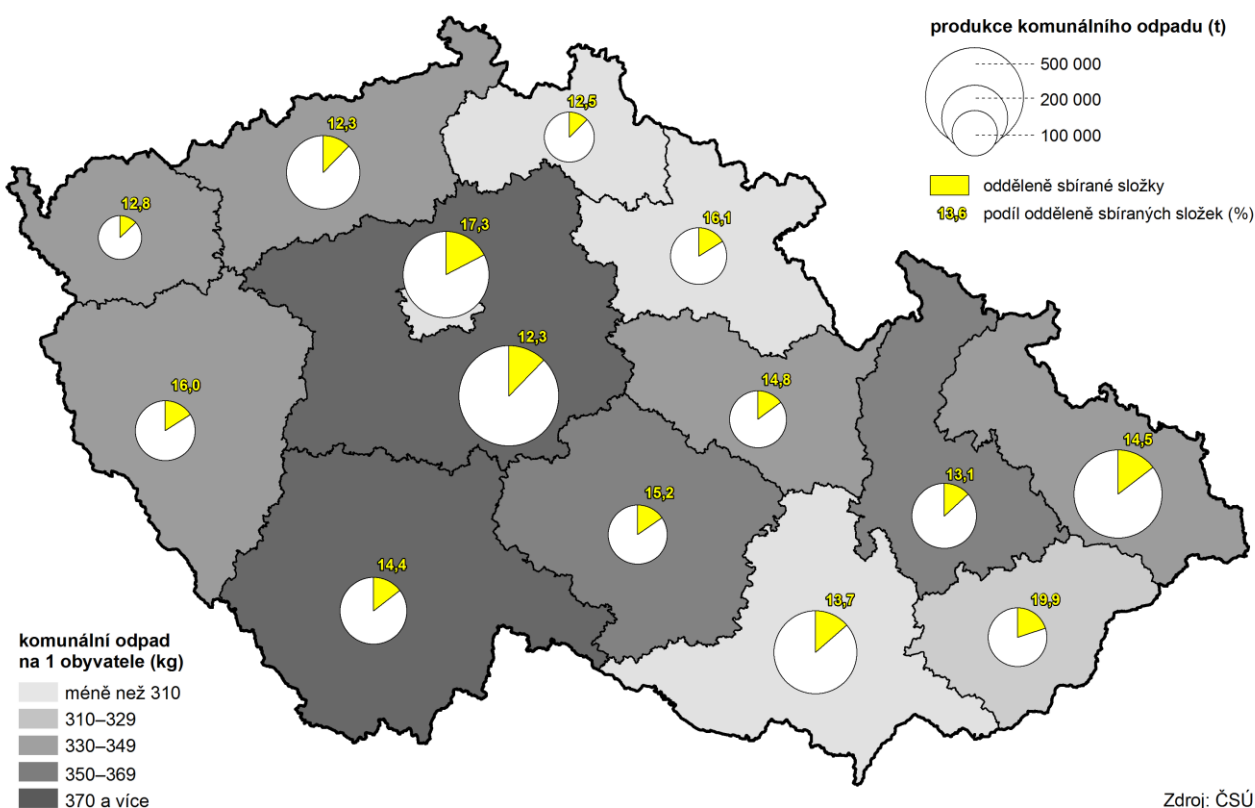 produkce komunálního odpadu (t)
500 000
200 000
100 000
odděleně sbírané složky
13,6 podíl odděleně sbíraných složek (%)
12,5
12,3
12,8
16,1
17,3
12,3
16,0
14,8
14,5
13,1
15,2
14,4
13,7
19,9
komunální odpad
na 1 obyvatele (kg)
méně než 310
310–329
330–349
350–369
370 a více
Zdroj: ČSÚ